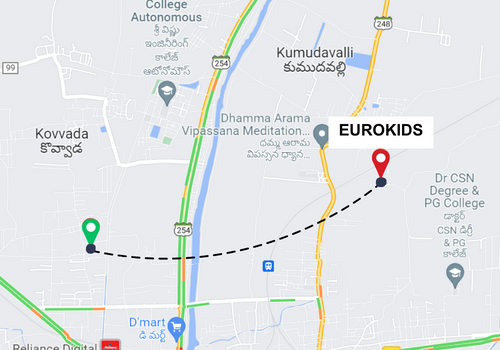 College
Autonomous
శ్రీ విష్ణు
ఇంజినీరింగ్
కాలేజ్
ఆటోనోమౌస్
99
254
248
Kumudavalli
కుముదవల్లి
Dhamma Arama
Vipassana Meditation...
ధమ్మ ఆరామ
విపస్సన ధ్యాన...
EUROKIDS
Kovvada
కొవ్వాడ
Dr CSN
Degree &
PG College
డాక్టర్
CSN డిగ్రీ
& PG
కాలేజ్
254
D'mart
డి మార్ట్
Reliance Digital